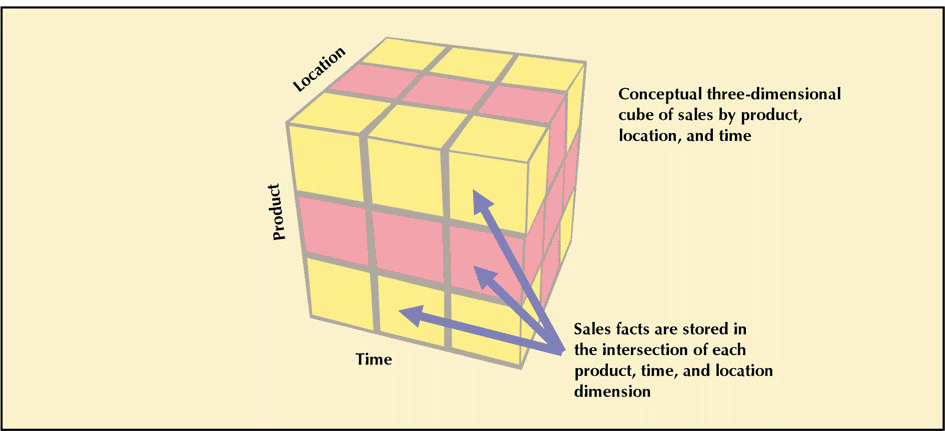 Location
Conceptual three-dimensional
cube of sales by product,
location, and time
Product
Time
Sales facts are stored in
the intersection of each
product, time, and location
dimension